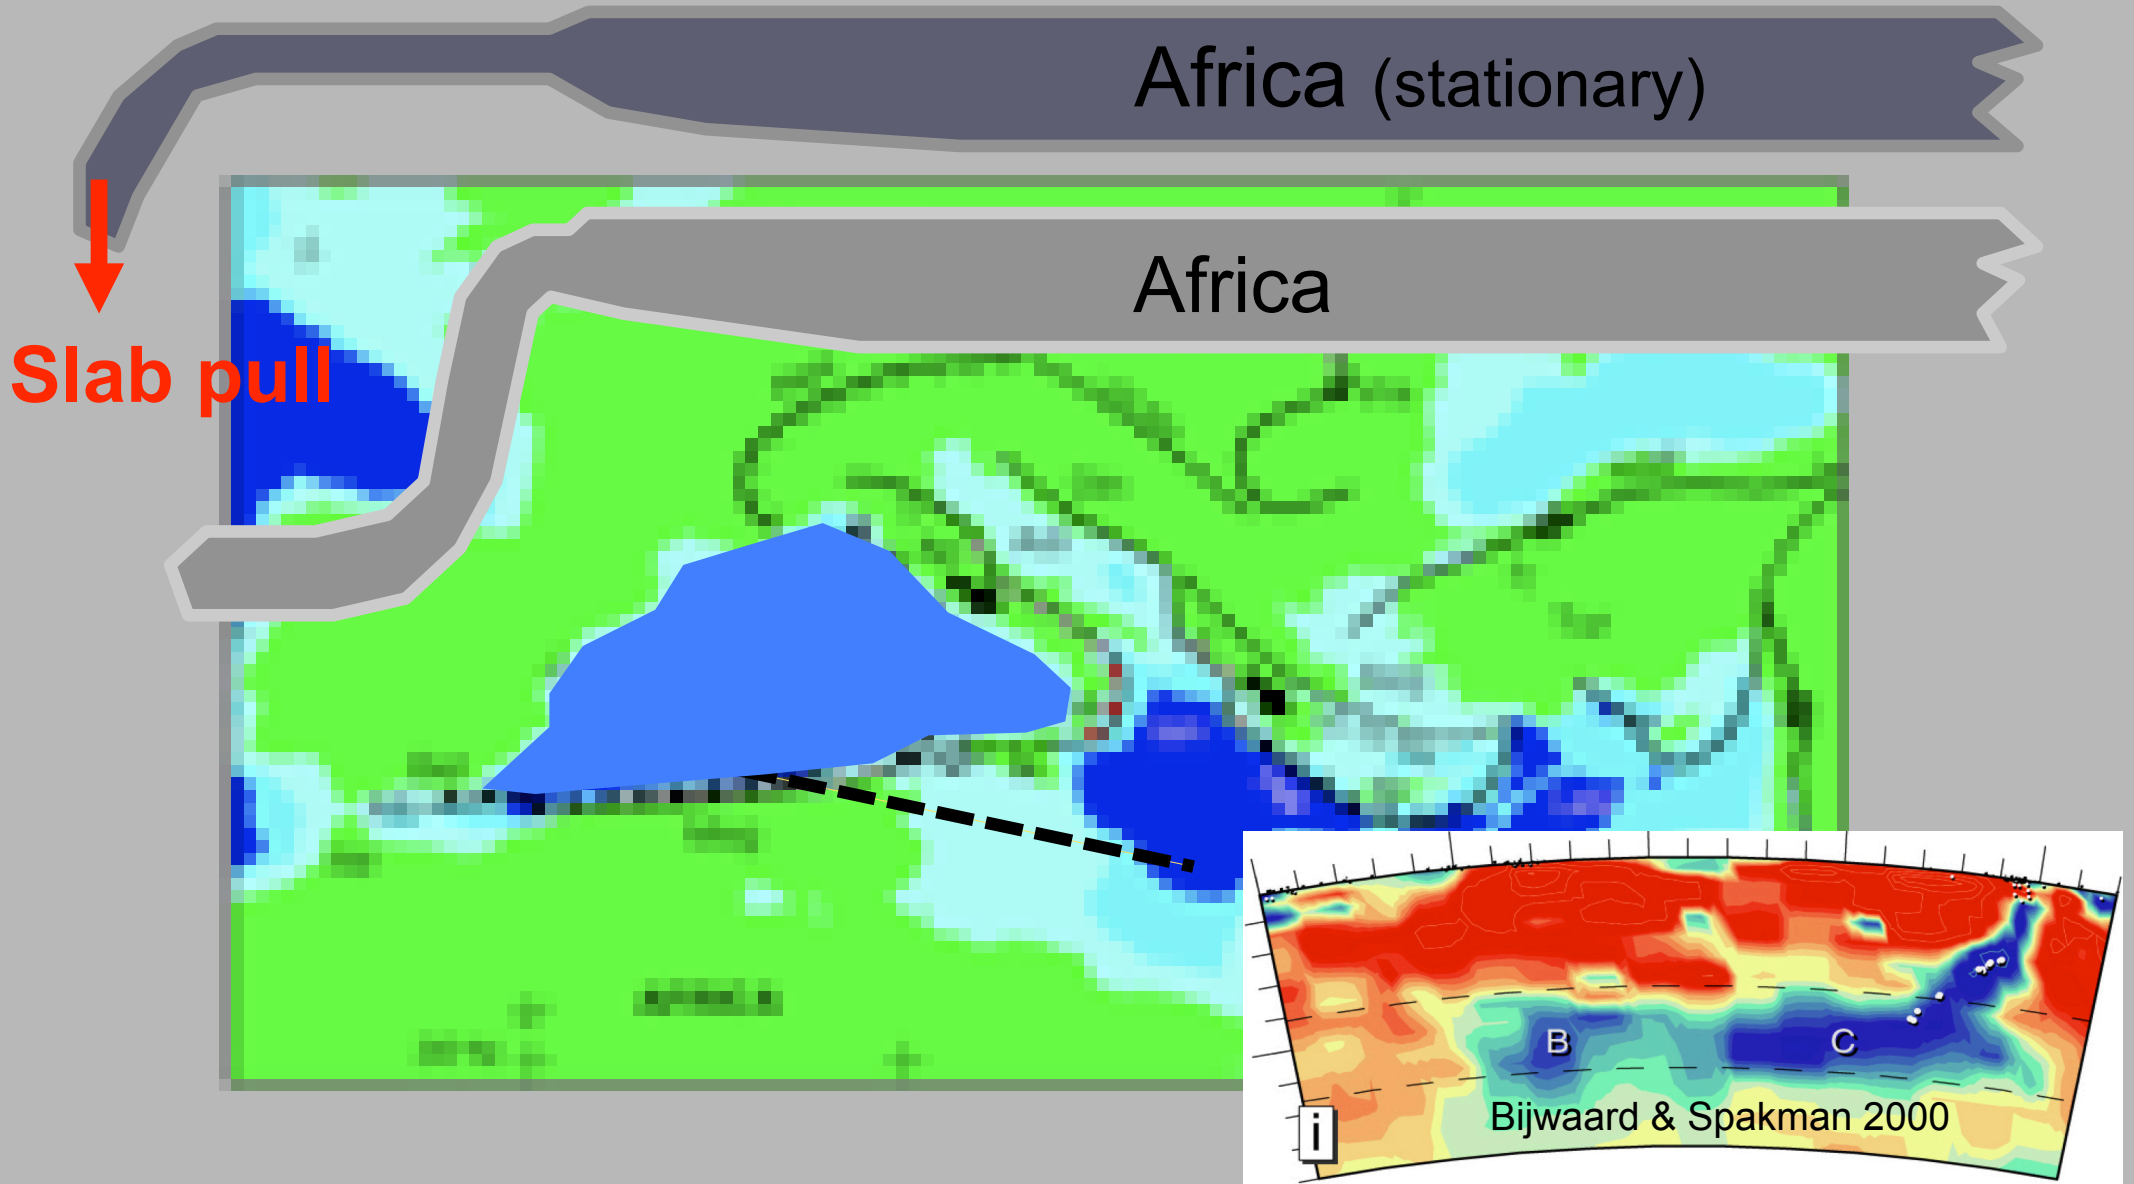 Africa (stationary)
Africa
Slab pull
B
C
Bijwaard & Spakman 2000
i